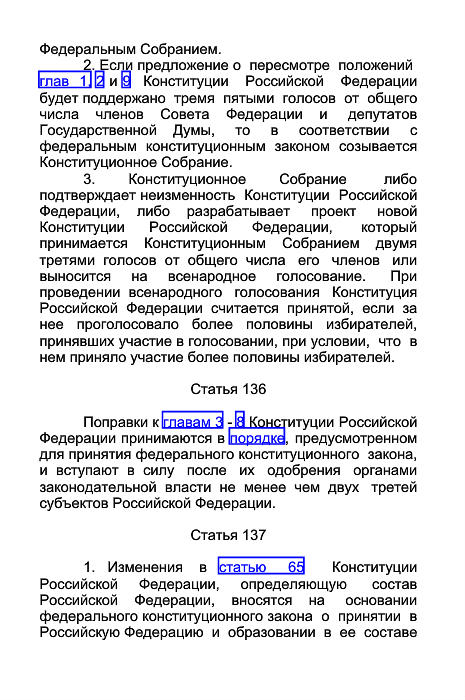 Федеральным Собранием.
2. Если предложение о пересмотре положений
глав 1, 2 и 9 Конституции Российской Федерации
будет поддержано тремя пятыми голосов от общего
числа членов Совета Федерации и депутатов
Государственной Думы, то в соответствии с
федеральным конституционным законом созывается
Конституционное Собрание.
3. Конституционное Собрание либо
подтверждает неизменность Конституции Российской
Федерации, либо разрабатывает проект новой
Конституции Российской Федерации, который
принимается Конституционным Собранием двумя
третями голосов от общего числа его членов или
выносится на всенародное голосование. При
проведении всенародного голосования Конституция
Российской Федерации считается принятой, если за
нее проголосовало более половины избирателей,
принявших участие в голосовании, при условии, что в
нем приняло участие более половины избирателей.
Статья 136
Поправки к главам 3 - 8 Конституции Российской
Федерации принимаются в порядке, предусмотренном
для принятия федерального конституционного закона,
и вступают в силу после их одобрения органами
законодательной власти не менее чем двух третей
субъектов Российской Федерации.
Статья 137
1. Изменения в статью 65 Конституции
Российской Федерации, определяющую состав
Российской Федерации, вносятся на основании
федерального конституционного закона о принятии в
Российскую Федерацию и образовании в ее составе